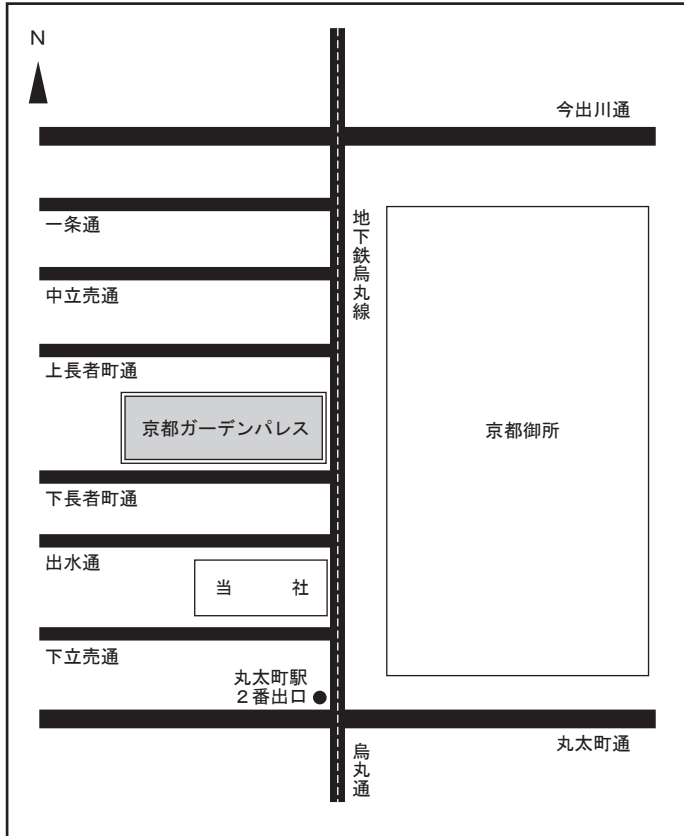 N
今出川通
一条通
地下鉄烏丸線
中立売通
上長者町通
京都ガーデンパレス
京都御所
下長者町通
出水通
当　　社
下立売通
丸太町駅
２番出口
丸太町通
烏丸通